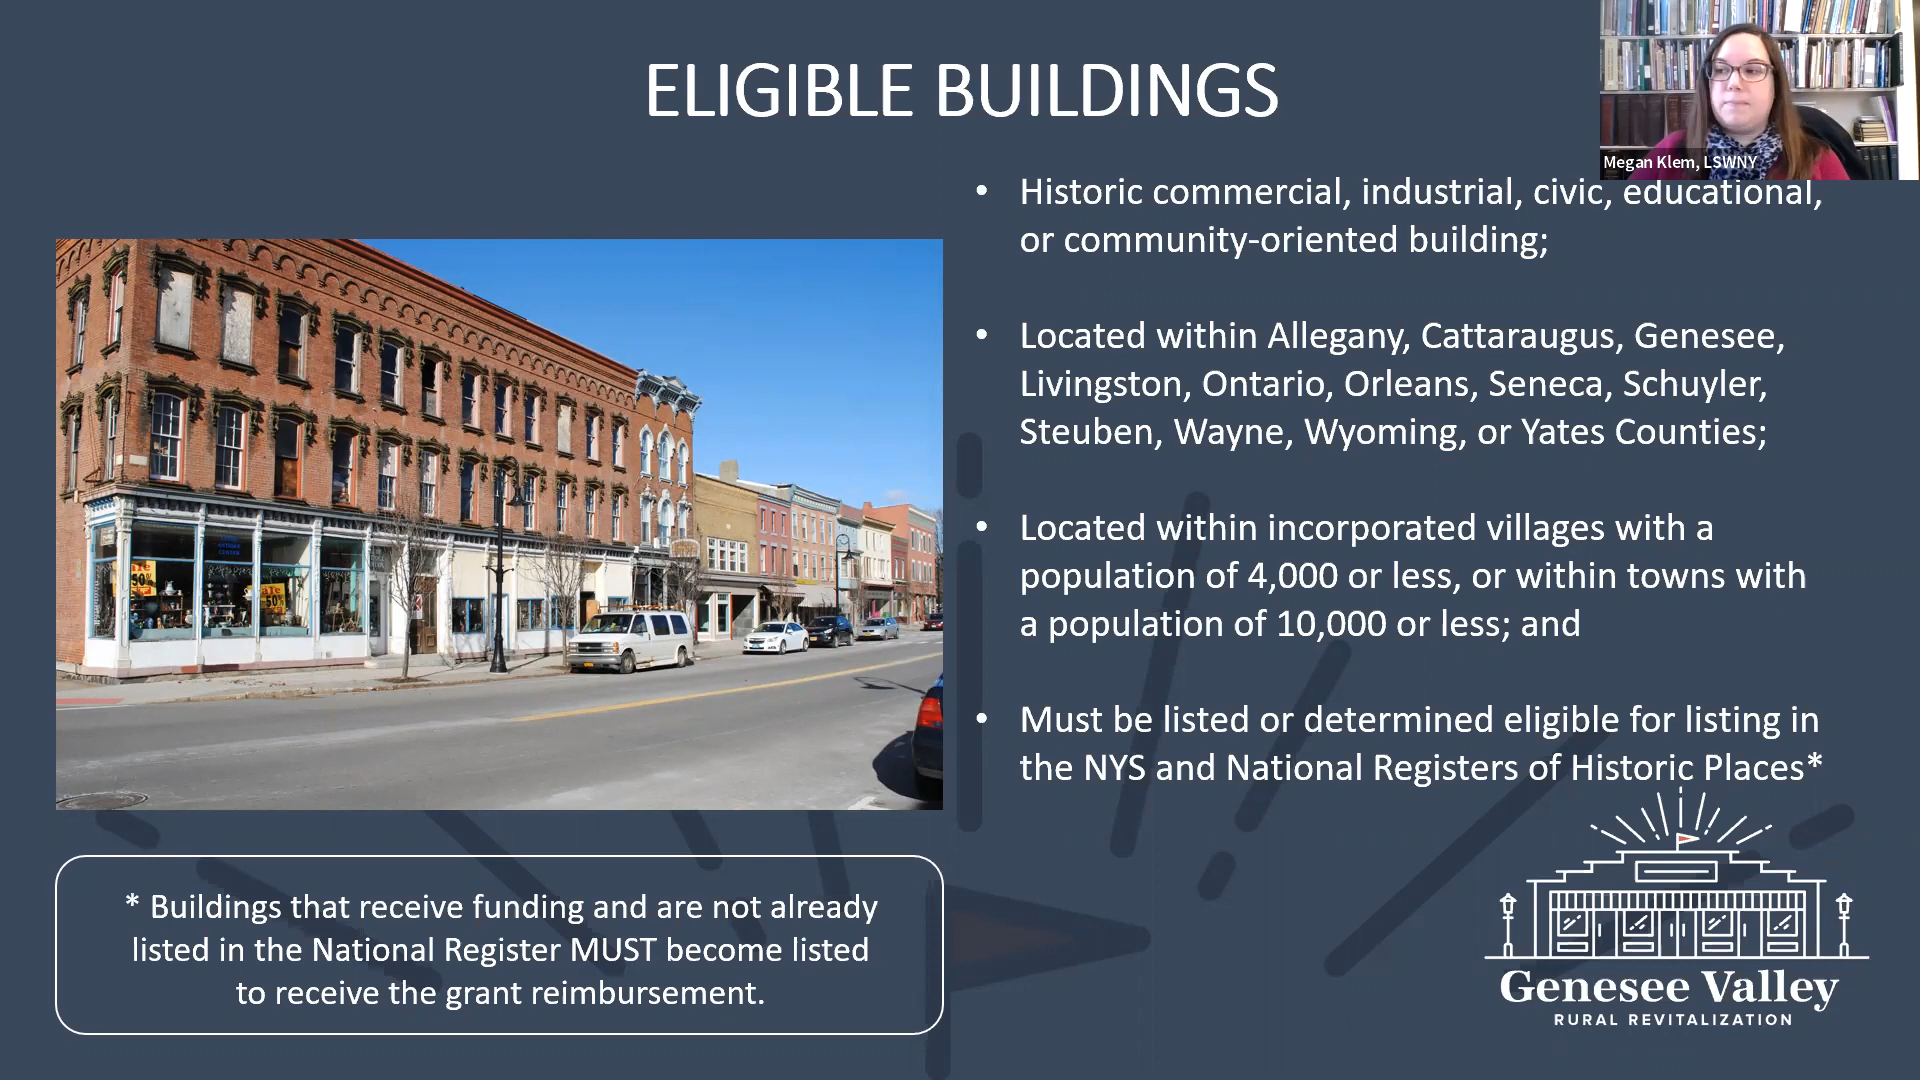 ELIGIBLE BUILDINGS
Megan Klem, LSWNY
• Historic commercial, industrial, civic, educational,
or community-oriented building;
• Located within Allegany, Cattaraugus, Genesee,
Livingston, Ontario, Orleans, Seneca, Schuyler,
Steuben, Wayne, Wyoming, or Yates Counties;
• Located within incorporated villages with a
population of 4,000 or less, or within towns with
a population of 10,000 or less; and
• Must be listed or determined eligible for listing in
the NYS and National Registers of Historic Places*
50%
50%
* Buildings that receive funding and are not already
listed in the National Register MUST become listed
to receive the grant reimbursement.
Genesee Valley
RURAL REVITALIZATION